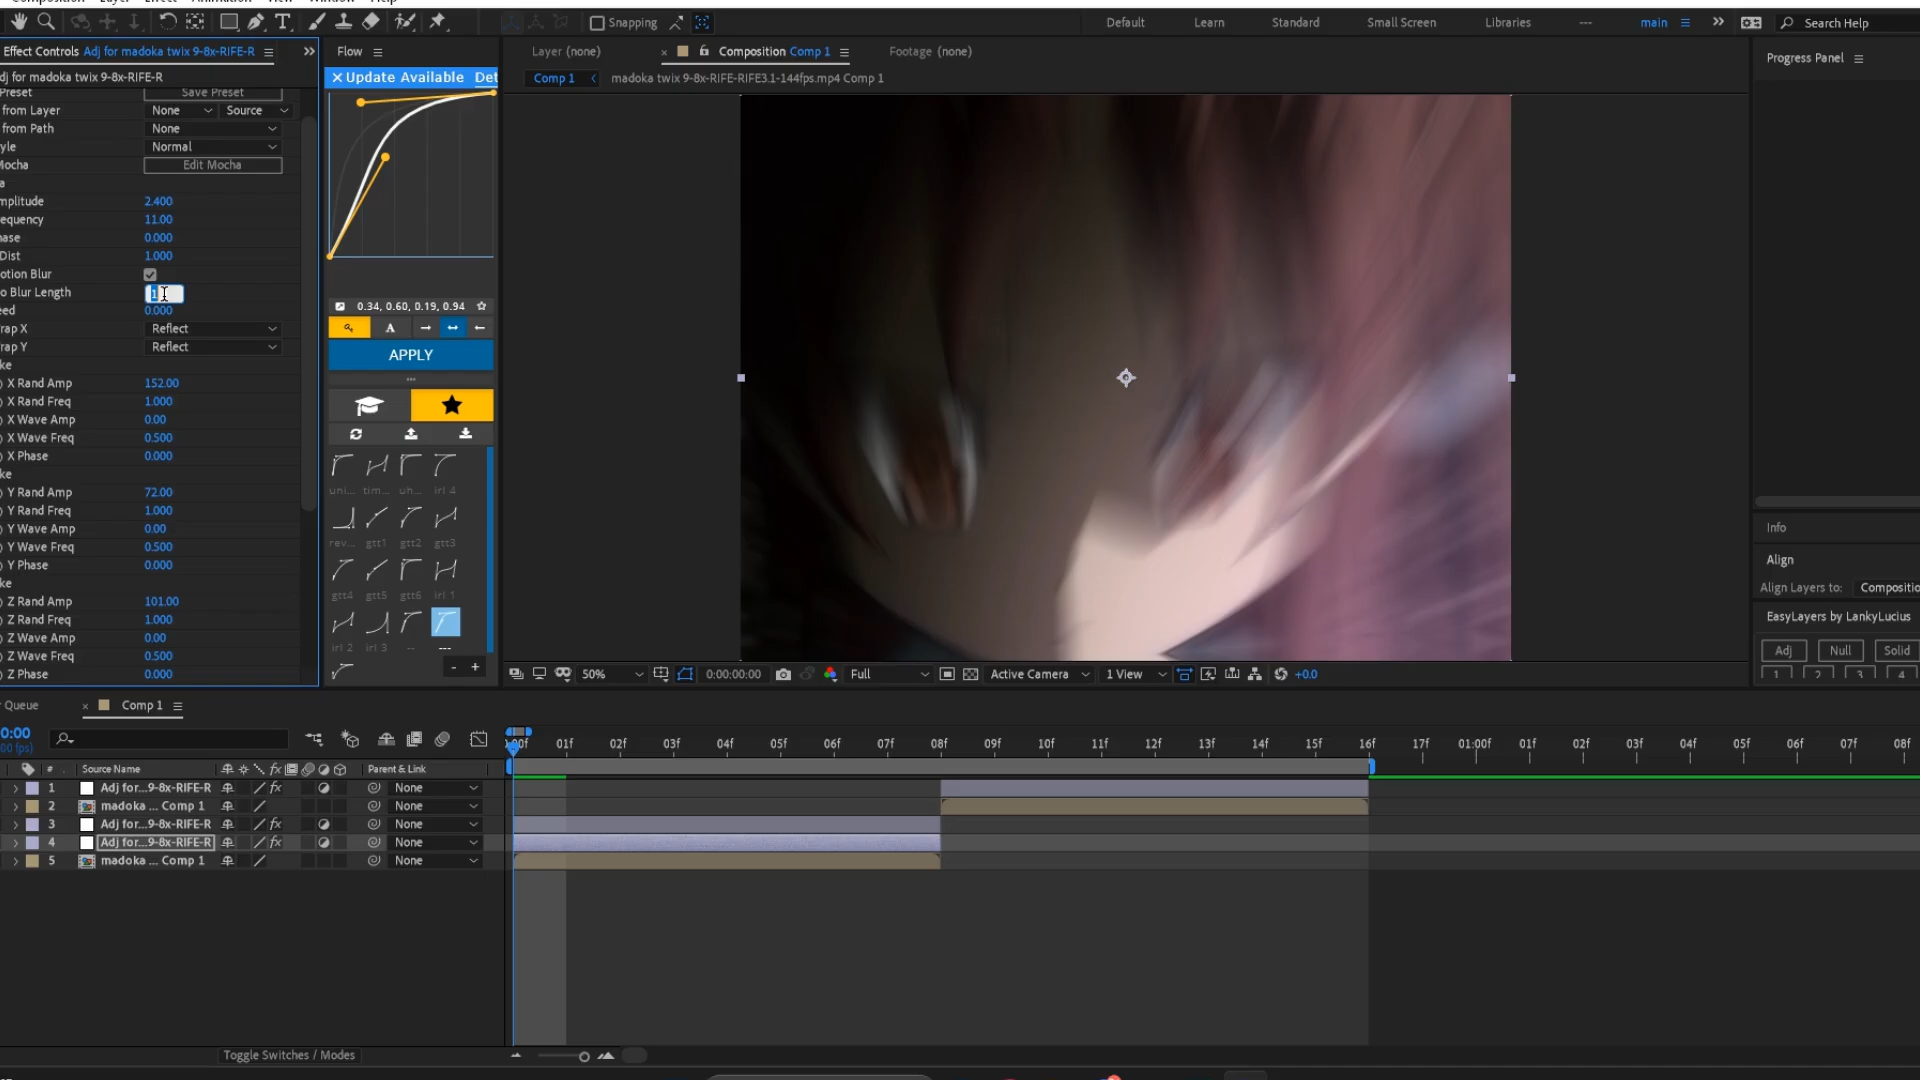 Snapping
Default
Learn
Standard
Small Screen
Libraries
main
Search Help
Effect Controls Adj for madoka twix 9-8x-RIFE-R
Flow
Layer (none)
Composition Comp 1
Footage (none)
Progress Panel
dj for madoka twix 9-8x-RIFE-R
Update Available Det
Comp 1
madoka twix 9-8x-RIFE-RIFE3.1-144fps.mp4 Comp 1
Preset
Save Preset
from Layer
None
Source
from Path
None
yle
Normal
Mocha
Edit Mocha
a
mplitude
2.400
equency
11.00
hase
0.000
Dist
1.000
otion Blur
o Blur Length
1
eed
0.000
rap X
Reflect
rap Y
Reflect
ke
X Rand Amp
152.00
X Rand Freq
1.000
X Wave Amp
0.00
X Wave Freq
0.500
X Phase
0.000
ke
Y Rand Amp
72.00
Y Rand Freq
1.000
Y Wave Amp
0.00
Y Wave Freq
0.500
Y Phase
0.000
ke
Z Rand Amp
101.00
Z Rand Freq
1.000
Z Wave Amp
0.00
Z Wave Freq
0.500
Z Phase
0.000
0.34, 0.60, 0.19, 0.94
A
APPLY
uni...
tim...
uh...
irl 4
rev...
gtt1
gtt2
gtt3
gtt4
gtt5
gtt6
irl 1
irl 2
irl 3
--
---
- +
50%
0:00:00:00
Full
Active Camera
1 View
+0.0
Info
Align
Align Layers to:
Compositio
EasyLayers by LankyLucius
Adj
Null
Solid
1
2
3
4
r Queue
Comp 1
0:00
00 fps)
:00f 01f 02f 03f 04f 05f 06f 07f 08f 09f 10f 11f 12f 13f 14f 15f 16f 17f 01:00f 01f 02f 03f 04f 05f 06f 07f 08f
#
Source Name
fx
Parent & Link
1
Adj for...9-8x-RIFE-R
fx
None
2
madoka ... Comp 1
None
3
Adj for...9-8x-RIFE-R
fx
None
4
Adj for...9-8x-RIFE-R
fx
None
5
madoka ... Comp 1
None
Toggle Switches / Modes